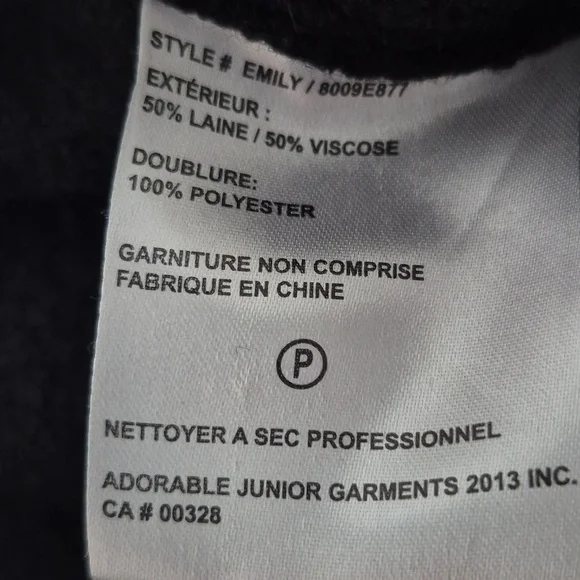 STYLE # EMILY / 8009E877
EXTÉRIEUR :
50% LAINE / 50% VISCOSE
DOUBLURE:
100% POLYESTER
GARNITURE NON COMPRISE
FABRIQUE EN CHINE
P
NETTOYER A SEC PROFESSIONNEL
ADORABLE JUNIOR GARMENTS 2013 INC.
CA # 00328